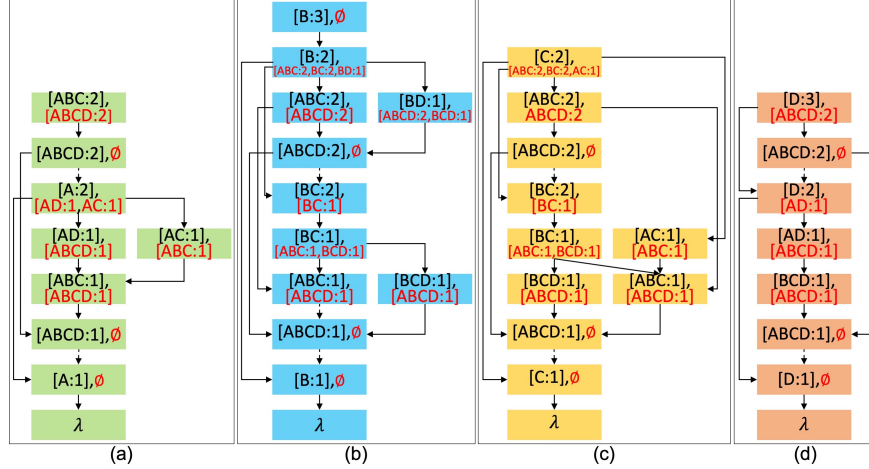 [ABC:2],
[ABCD:2]
[ABCD:2],∅
[A:2],
[AD:1,AC:1]
[AD:1],
[ABCD:1]
[AC:1],
[ABC:1]
[ABC:1],
[ABCD:1]
[ABCD:1],∅
[A:1],∅
λ
(a)
[B:3],∅
[B:2],
[ABC:2,BC:2,BD:1]
[ABC:2],
[ABCD:2]
[BD:1],
[ABCD:2,BCD:1]
[ABCD:2],∅
[BC:2],
[BC:1]
[BC:1],
[ABC:1,BCD:1]
[ABC:1],
[ABCD:1]
[BCD:1],
[ABCD:1]
[ABCD:1],∅
[B:1],∅
λ
(b)
[C:2],
[ABC:2,BC:2,AC:1]
[ABC:2],
ABCD:2
[ABCD:2],∅
[BC:2],
[BC:1]
[BC:1],
[ABC:1,BCD:1]
[AC:1],
[ABC:1]
[BCD:1],
[ABCD:1]
[ABC:1],
[ABCD:1]
[ABCD:1],∅
[C:1],∅
λ
(c)
[D:3],
[ABCD:2]
[ABCD:2],∅
[D:2],
[AD:1]
[AD:1],
[ABCD:1]
[BCD:1],
[ABCD:1]
[ABCD:1],∅
[D:1],∅
λ
(d)